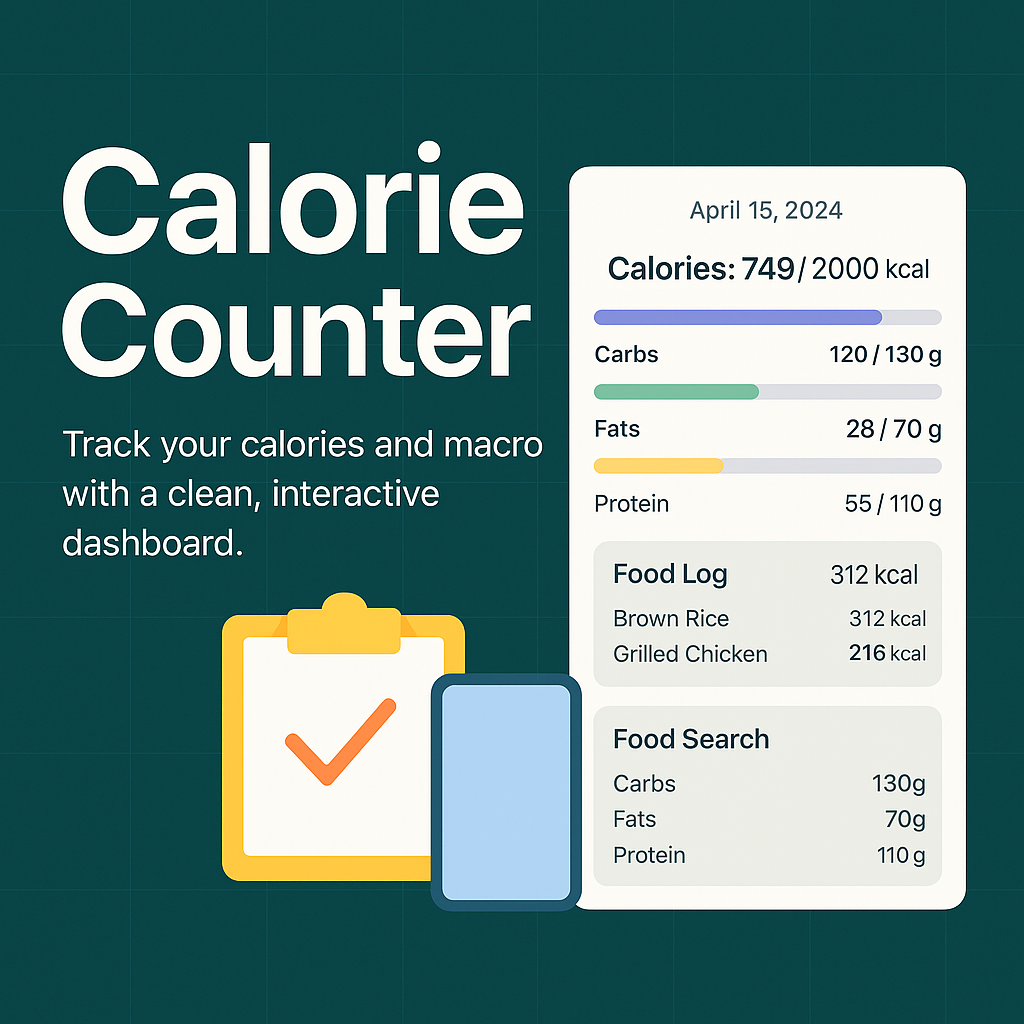 Calorie
Counter
Track your calories and macro
with a clean, interactive
dashboard.
April 15, 2024
Calories: 749/ 2000 kcal
Carbs 120 / 130 g
Fats 28 / 70 g
Protein 55 / 110 g
Food Log 312 kcal
Brown Rice 312 kcal
Grilled Chicken 216 kcal
Food Search
Carbs 130g
Fats 70g
Protein 110 g